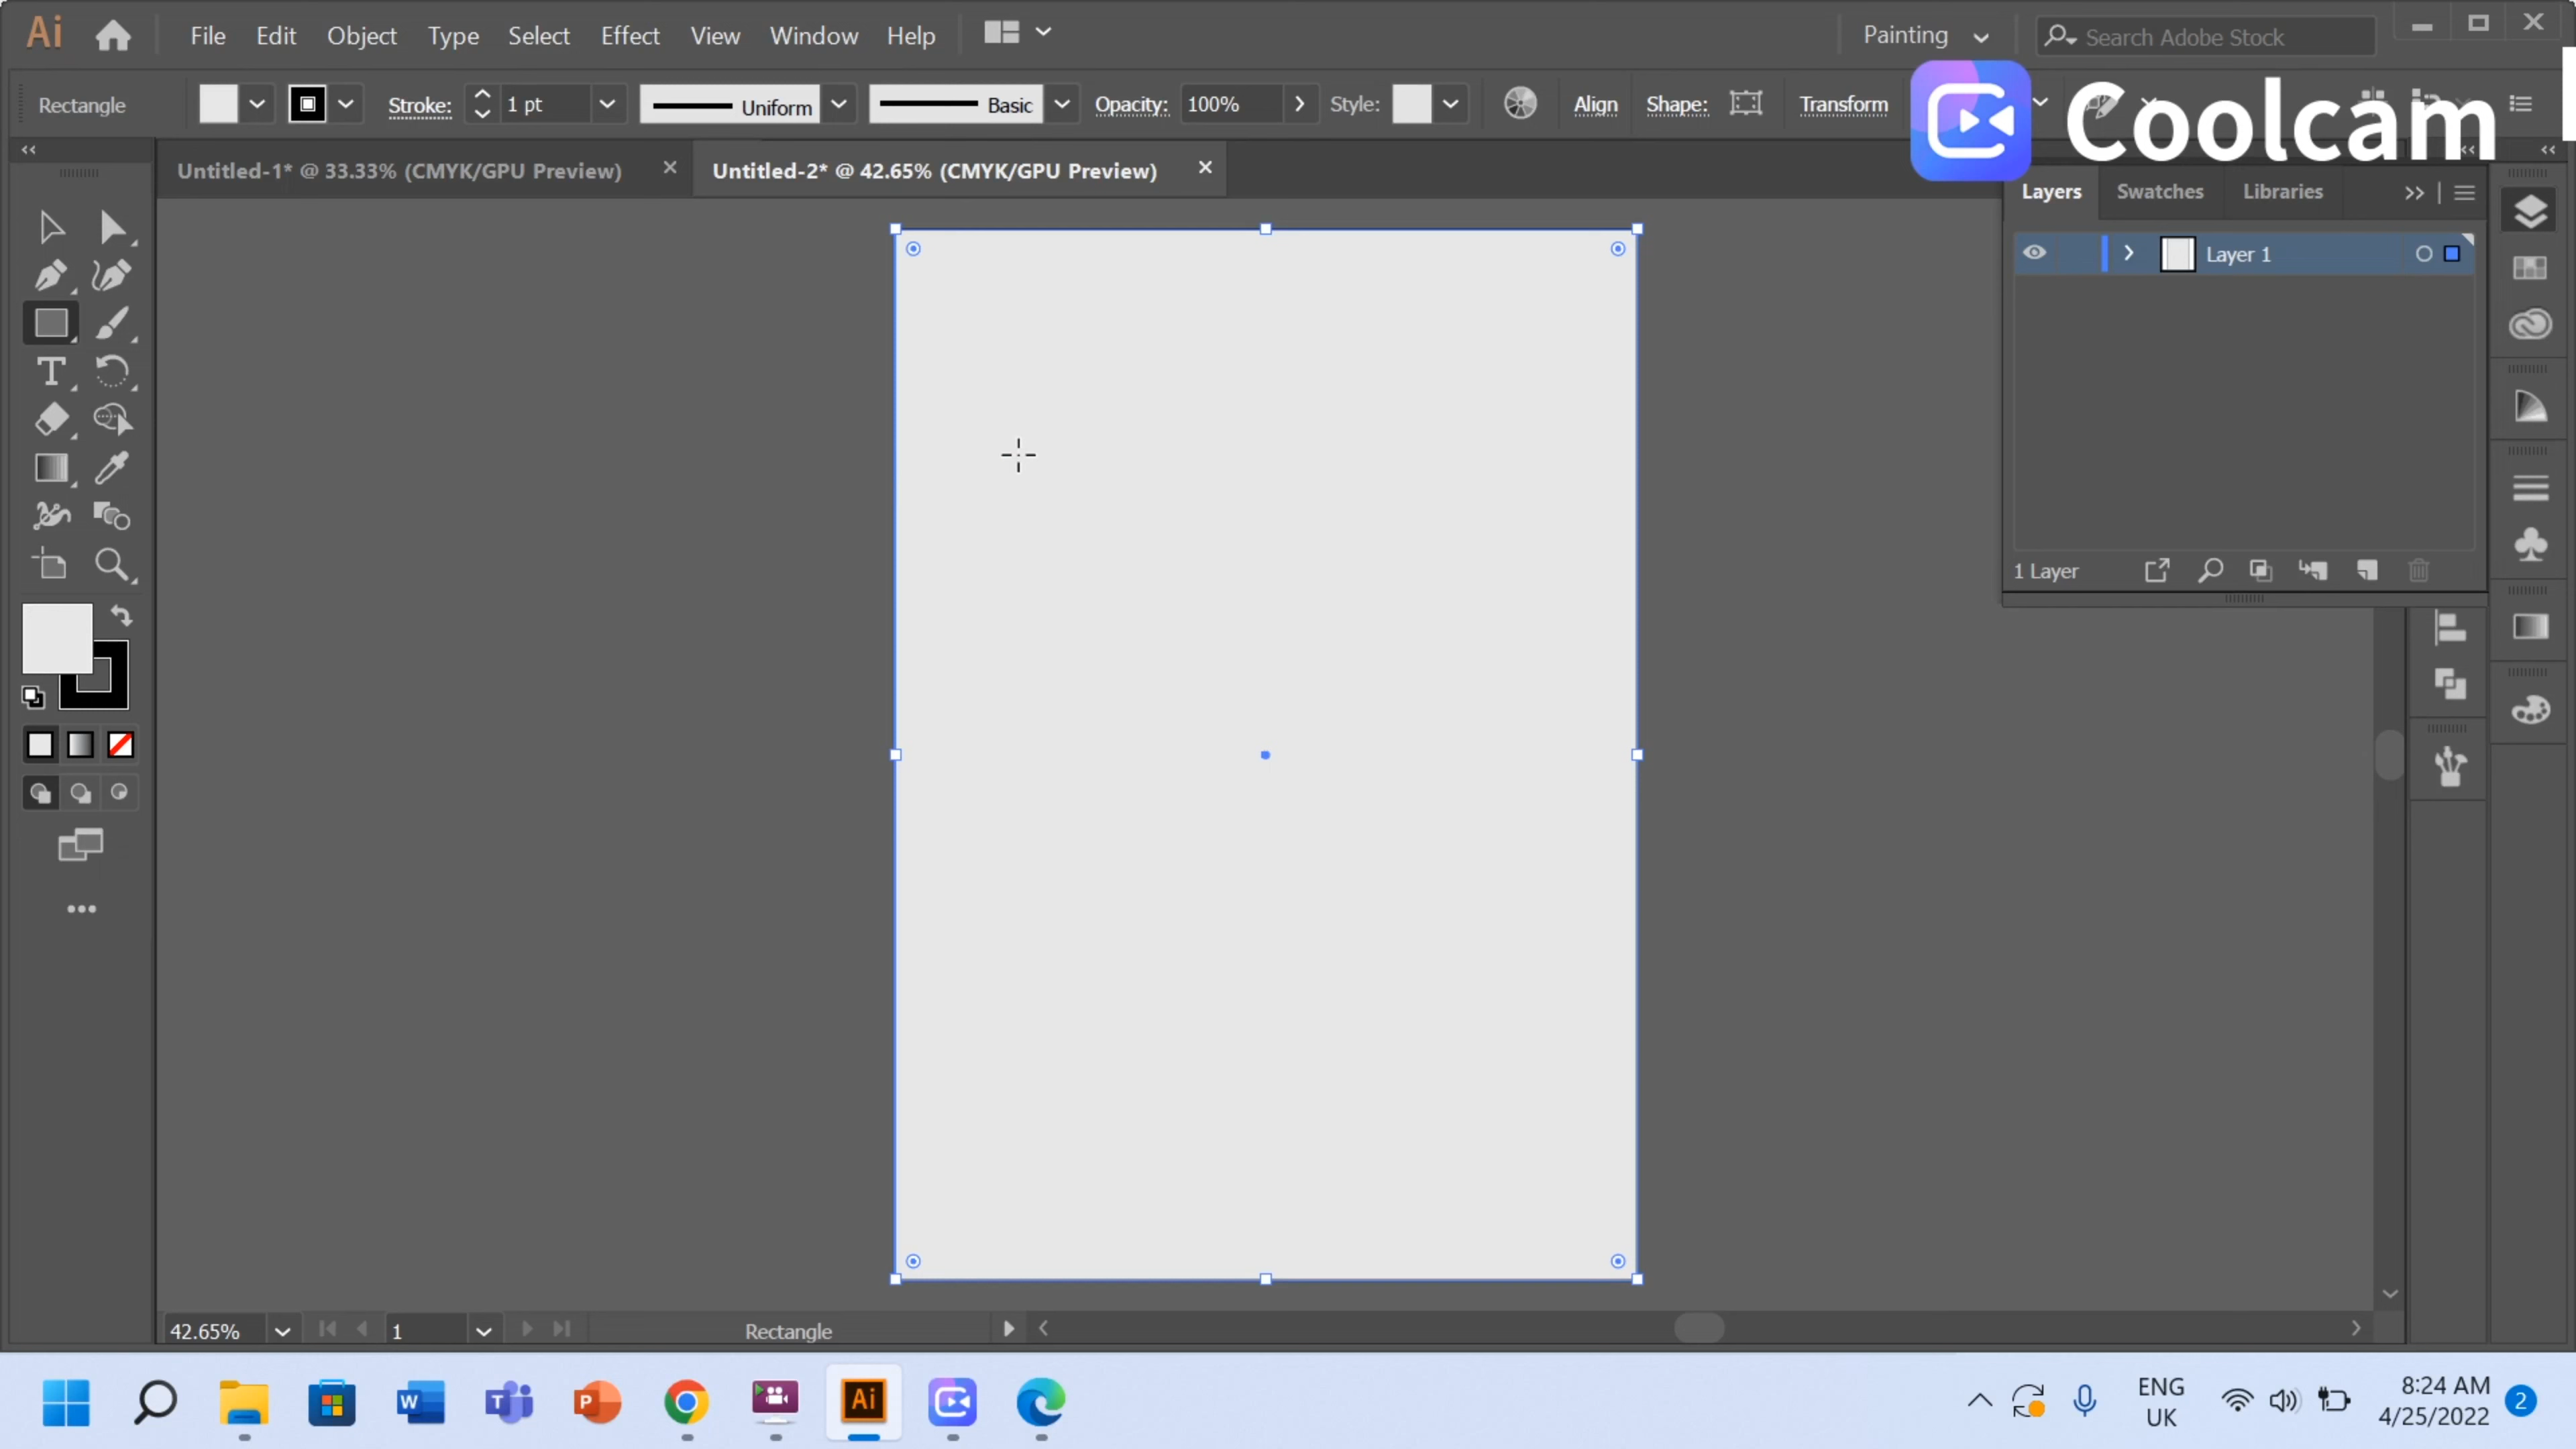 Ai File Edit Object Type Select Effect View Window Help Painting Search Adobe Stock
Rectangle Stroke: 1 pt Uniform Basic Opacity: 100% Style: Align Shape: Transform
Coolcam
Untitled-1* @ 33.33% (CMYK/GPU Preview) Untitled-2* @ 42.65% (CMYK/GPU Preview)
Layers Swatches Libraries
Layer 1
1 Layer
42.65% 1 Rectangle
8:24 AM
ENG
UK
4/25/2022
2